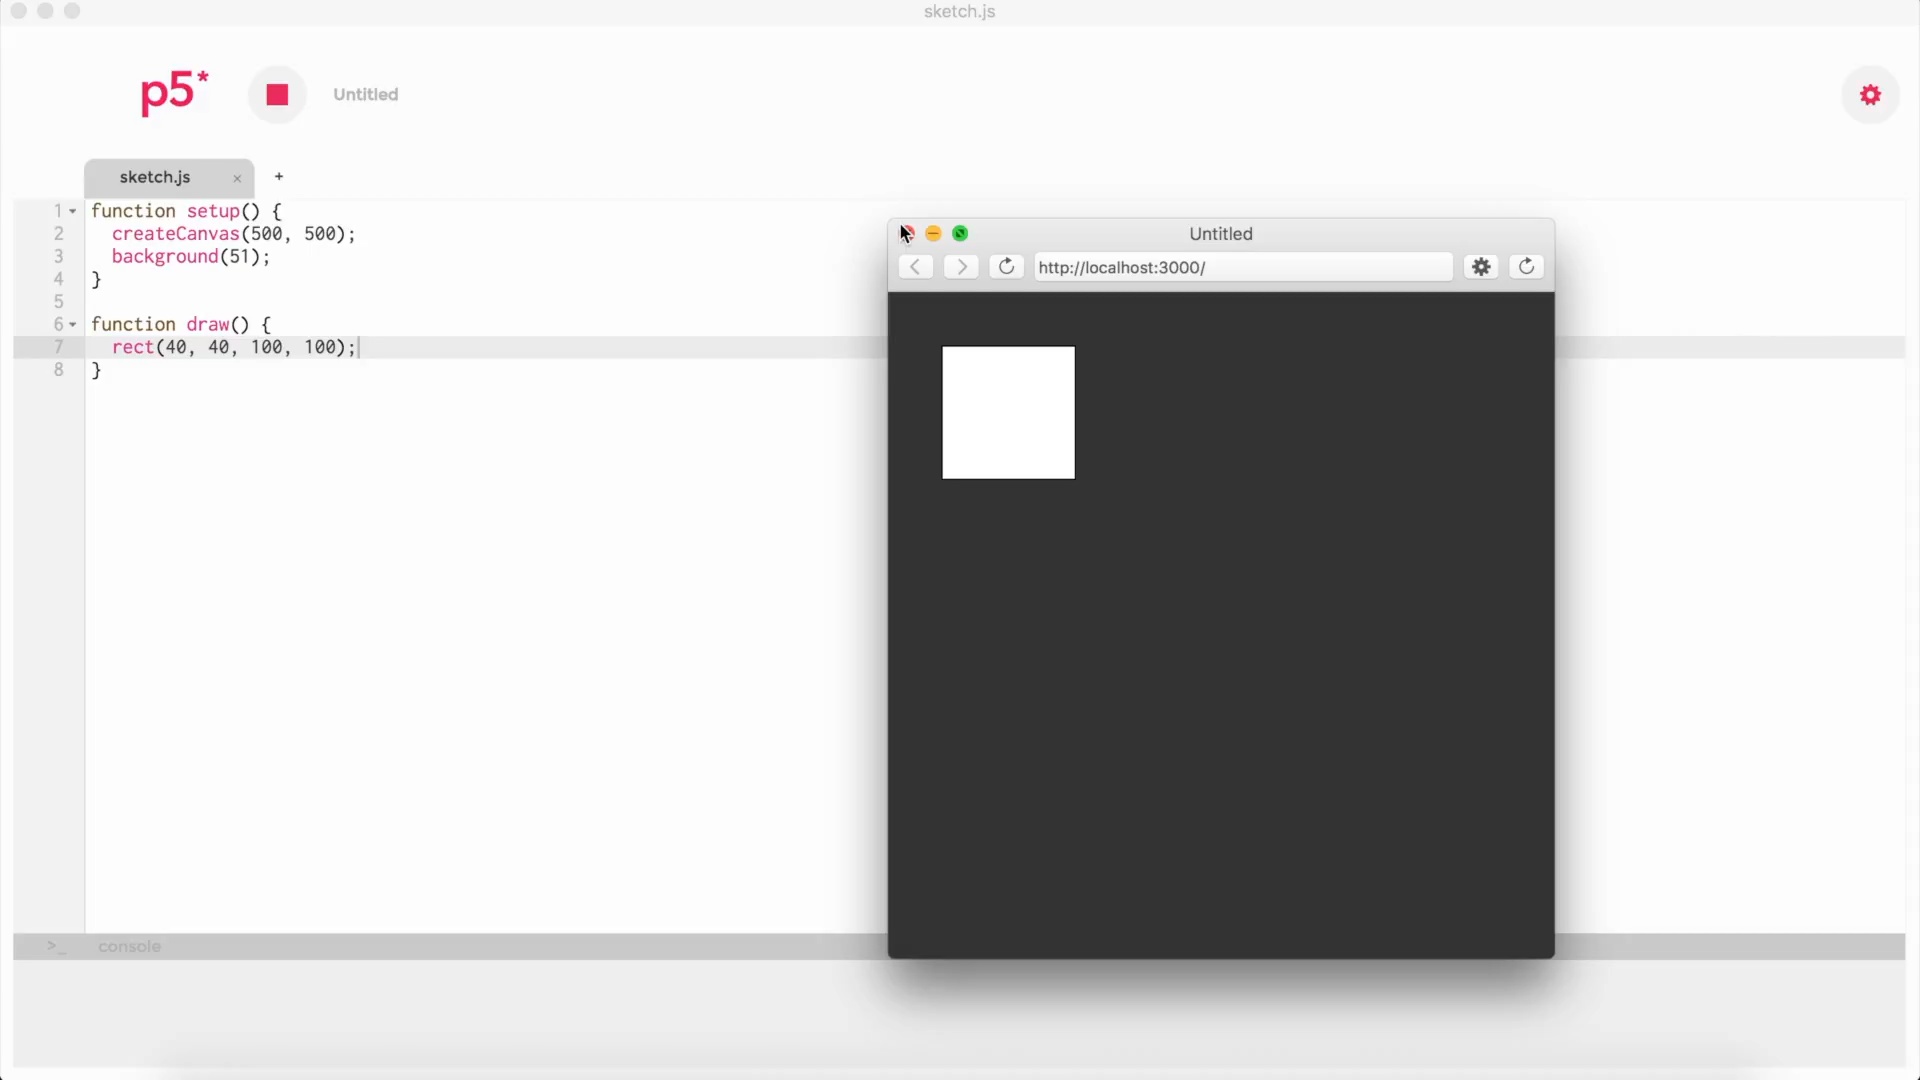 sketch.js
p5*
Untitled
sketch.js × +
1 function setup() {
2   createCanvas(500, 500);
3   background(51);
4 }
5
6 function draw() {
7   rect(40, 40, 100, 100);
8 }
Untitled
http://localhost:3000/
>_ console